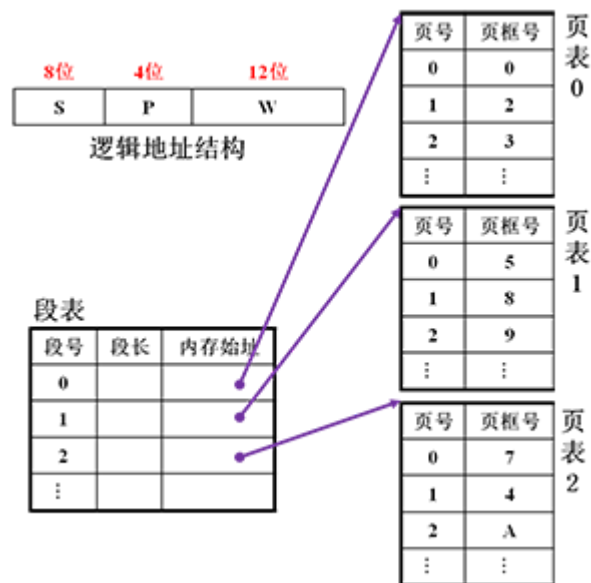 8位 4位 12位
S P W
逻辑地址结构
段表
段号 段长 内存始址
0
1
2
⋮
页号 页框号
0 0
1 2
2 3
⋮ ⋮
页表0
页号 页框号
0 5
1 8
2 9
⋮ ⋮
页表1
页号 页框号
0 7
1 4
2 A
⋮ ⋮
页表2